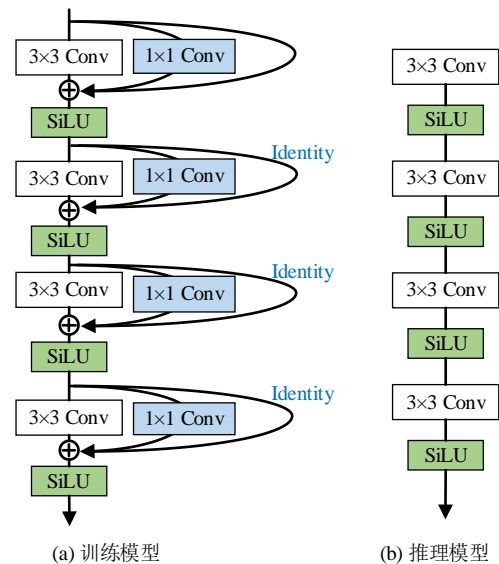 3×3 Conv
1×1 Conv
SiLU
Identity
3×3 Conv
1×1 Conv
SiLU
Identity
3×3 Conv
1×1 Conv
SiLU
Identity
3×3 Conv
1×1 Conv
SiLU
(a) 训练模型
3×3 Conv
SiLU
3×3 Conv
SiLU
3×3 Conv
SiLU
3×3 Conv
SiLU
(b) 推理模型